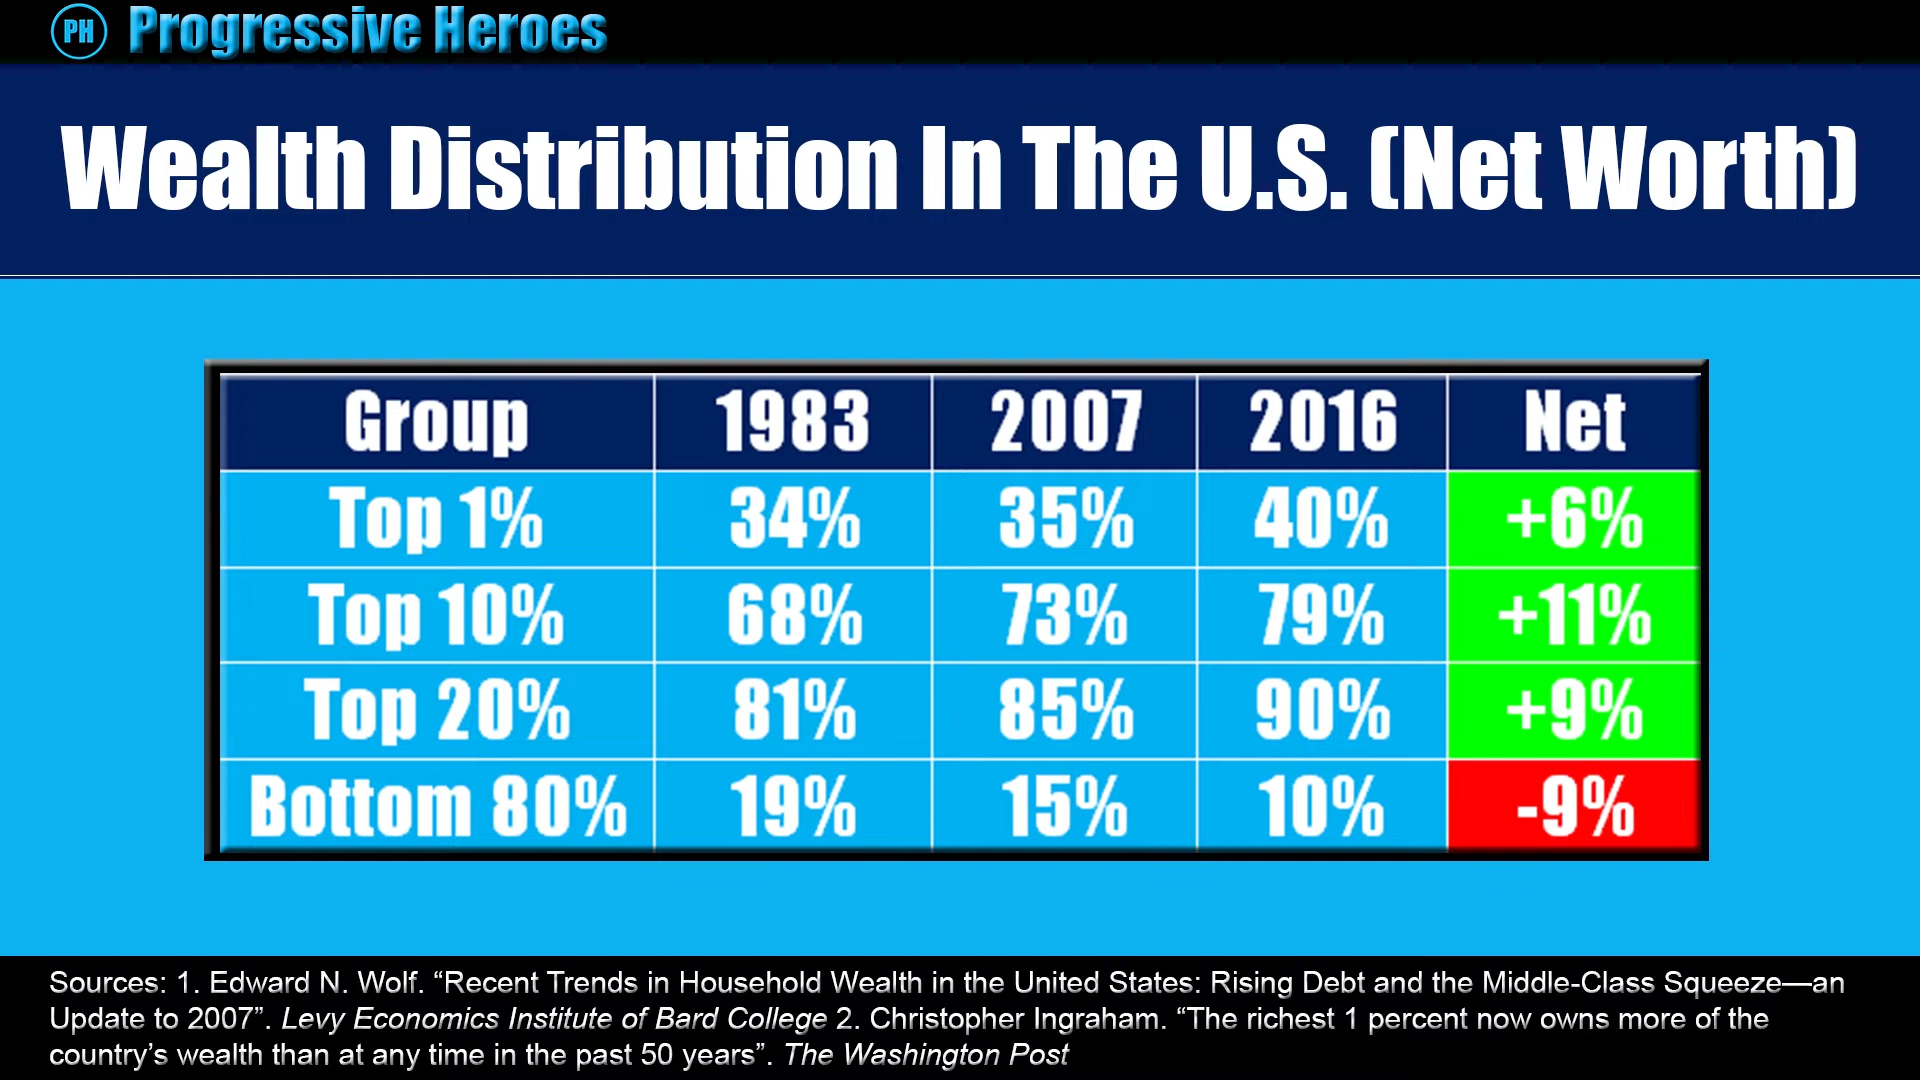 PH Progressive Heroes
Wealth Distribution In The U.S. (Net Worth)
Group 1983 2007 2016 Net
Top 1% 34% 35% 40% +6%
Top 10% 68% 73% 79% +11%
Top 20% 81% 85% 90% +9%
Bottom 80% 19% 15% 10% -9%
Sources: 1. Edward N. Wolf. “Recent Trends in Household Wealth in the United States: Rising Debt and the Middle-Class Squeeze—an
Update to 2007”. Levy Economics Institute of Bard College 2. Christopher Ingraham. “The richest 1 percent now owns more of the
country’s wealth than at any time in the past 50 years”. The Washington Post